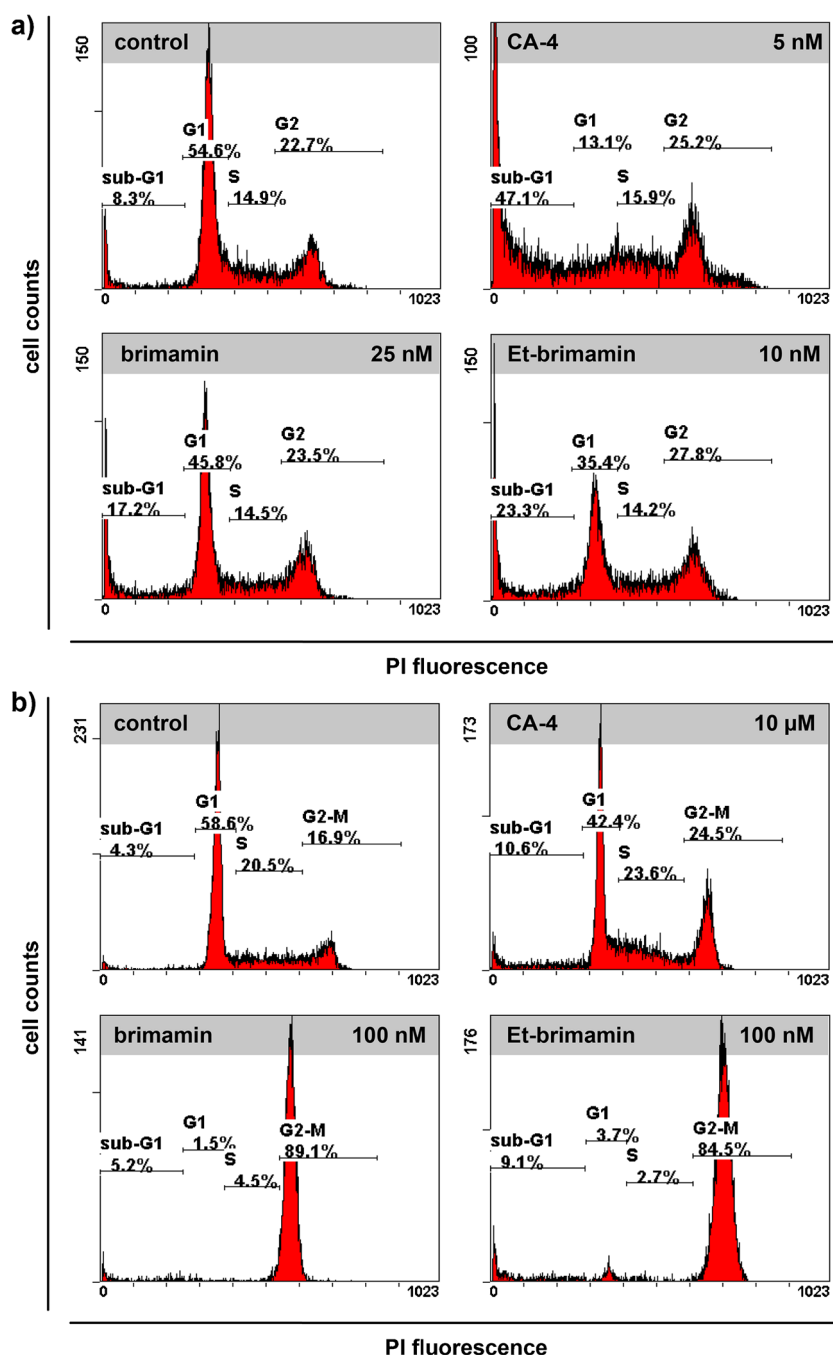 a)
control
150
G1
54.6%
G2
22.7%
sub-G1
8.3%
S
14.9%
0
1023
CA-4 5 nM
100
G1
13.1%
G2
25.2%
sub-G1
47.1%
S
15.9%
0
1023
cell counts
brimamin 25 nM
150
G1
45.8%
G2
23.5%
sub-G1
17.2%
S
14.5%
0
1023
Et-brimamin 10 nM
150
G1
35.4%
G2
27.8%
sub-G1
23.3%
S
14.2%
0
1023
PI fluorescence
b)
control
231
G1
58.6%
G2-M
16.9%
sub-G1
4.3%
S
20.5%
0
1023
CA-4 10 µM
173
G1
42.4%
G2-M
24.5%
sub-G1
10.6%
S
23.6%
0
1023
cell counts
brimamin 100 nM
141
G1
1.5%
G2-M
89.1%
sub-G1
5.2%
S
4.5%
0
1023
Et-brimamin 100 nM
176
G1
3.7%
G2-M
84.5%
sub-G1
9.1%
S
2.7%
0
1023
PI fluorescence